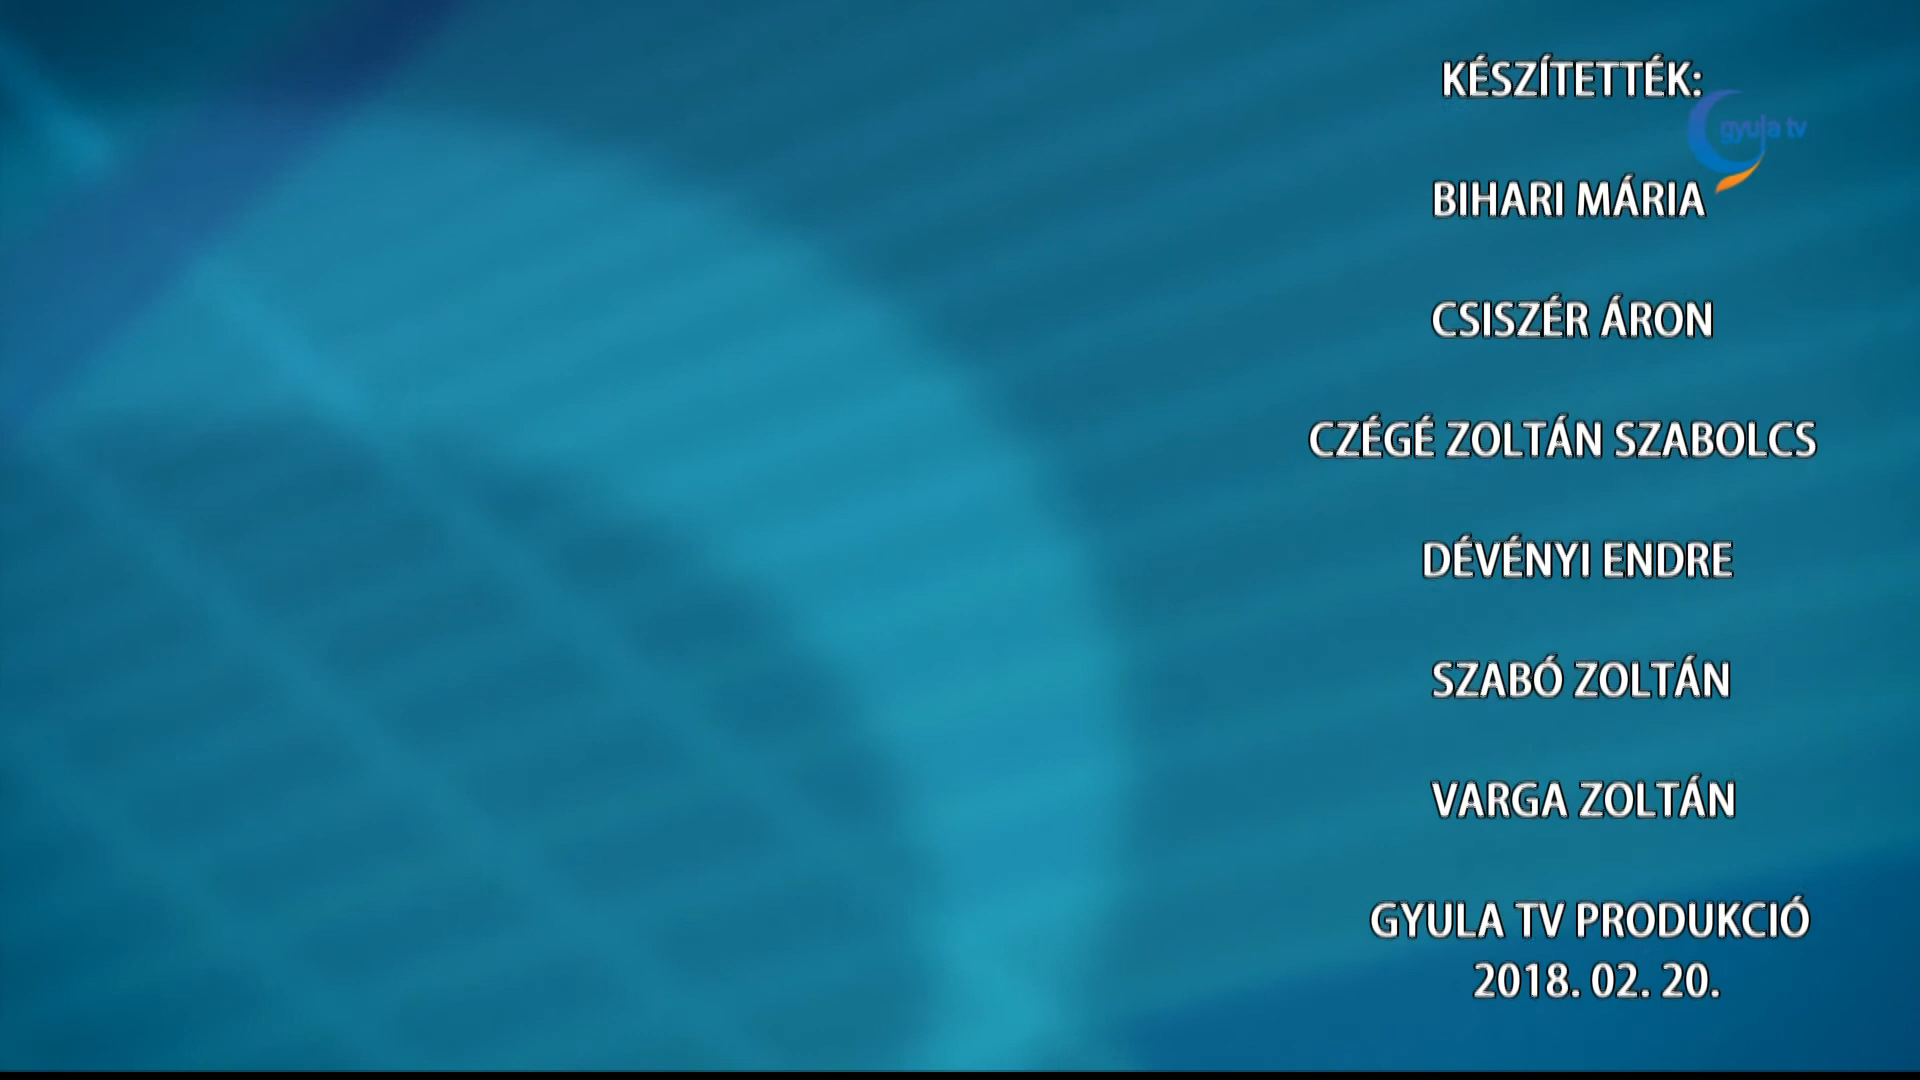 KÉSZÍTETTÉK:
gyula tv
BIHARI MÁRIA
CSISZÉR ÁRON
CZÉGÉ ZOLTÁN SZABOLCS
DÉVÉNYI ENDRE
SZABÓ ZOLTÁN
VARGA ZOLTÁN
GYULA TV PRODUKCIÓ
2018. 02. 20.